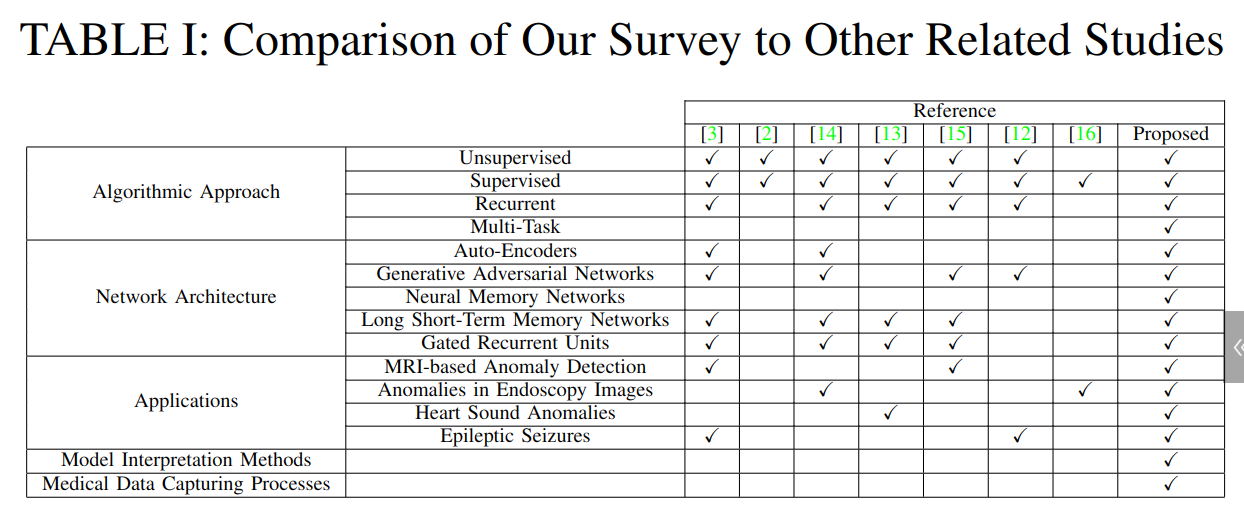 TABLE I: Comparison of Our Survey to Other Related Studies
Reference
[3] [2] [14] [13] [15] [12] [16] Proposed
Algorithmic Approach
Unsupervised ✓ ✓ ✓ ✓ ✓ ✓ ✓
Supervised ✓ ✓ ✓ ✓ ✓ ✓ ✓ ✓
Recurrent ✓ ✓ ✓ ✓ ✓ ✓
Multi-Task ✓
Network Architecture
Auto-Encoders ✓ ✓ ✓
Generative Adversarial Networks ✓ ✓ ✓ ✓ ✓
Neural Memory Networks ✓
Long Short-Term Memory Networks ✓ ✓ ✓ ✓ ✓
Gated Recurrent Units ✓ ✓ ✓ ✓ ✓
Applications
MRI-based Anomaly Detection ✓ ✓ ✓
Anomalies in Endoscopy Images ✓ ✓ ✓
Heart Sound Anomalies ✓ ✓
Epileptic Seizures ✓ ✓ ✓
Model Interpretation Methods ✓
Medical Data Capturing Processes ✓